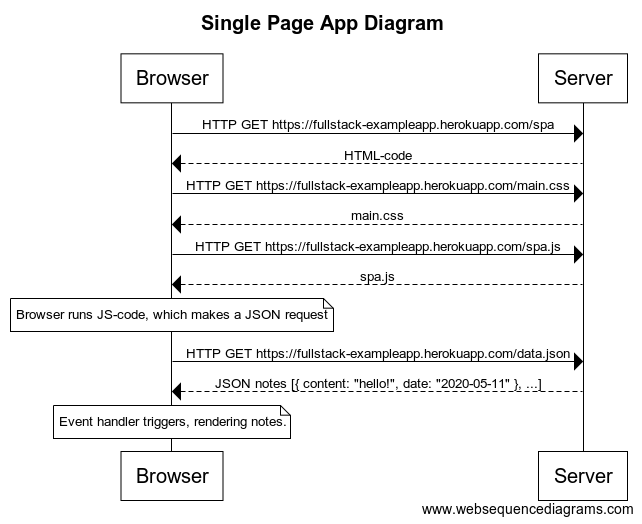 Single Page App Diagram
Browser
Server
HTTP GET https://fullstack-exampleapp.herokuapp.com/spa
HTML-code
HTTP GET https://fullstack-exampleapp.herokuapp.com/main.css
main.css
HTTP GET https://fullstack-exampleapp.herokuapp.com/spa.js
spa.js
Browser runs JS-code, which makes a JSON request
HTTP GET https://fullstack-exampleapp.herokuapp.com/data.json
JSON notes [{ content: "hello!", date: "2020-05-11" }, ...]
Event handler triggers, rendering notes.
Browser
Server
www.websequencediagrams.com